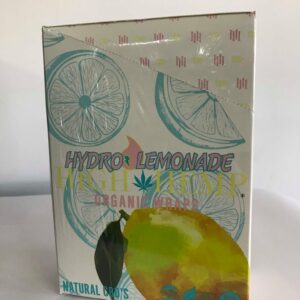 HYDRO LEMONADE
HIGH HEMP
ORGANIC WRAPS
NATURAL CBD'S